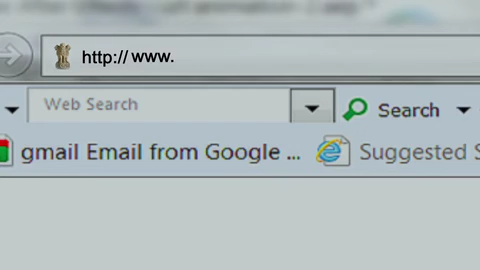 http:// www.
Web Search
Search
gmail Email from Google ...
Suggested S